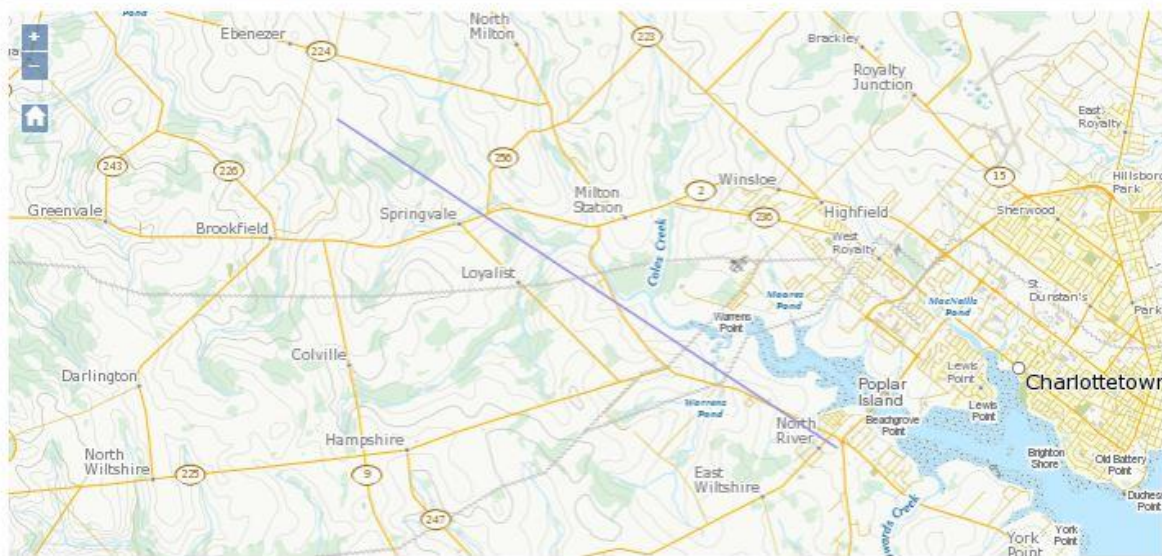 Pond
North
Milton
Ebenezer
224
223
Brackley
Royalty
Junction
East
Royalty
243
226
256
15
Hillsboro
Park
2
Winsloe
Milton
Station
Greenvale
Springvale
236
Highfield
Sherwood
Brookfield
West
Royalty
Coles Creek
Loyalist
Moores
Pond
MacNeills
Pond
St.
Dunstan's
Park
Warrens
Point
Colville
Darlington
Lewis
Point
Charlottetown
Poplar
Island
Warrens
Pond
Beachgrove
Point
Lewis
Point
Hampshire
North
River
North
Wiltshire
225
9
East
Wiltshire
Brighton
Shore
Old Battery
Point
247
Duchess
Point
wards Creek
York
Point
York
Point